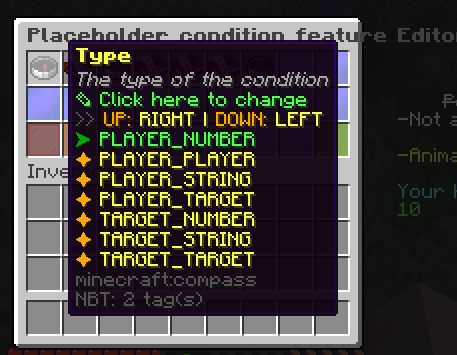 Placeholder condition feature Edito
Type
The type of the condition
✎ Click here to change
>> UP: RIGHT | DOWN: LEFT
➤ PLAYER_NUMBER
✦ PLAYER_PLAYER
✦ PLAYER_STRING
✦ PLAYER_TARGET
✦ TARGET_NUMBER
✦ TARGET_STRING
✦ TARGET_TARGET
minecraft:compass
NBT: 2 tag(s)
Inve
-Not a
-Anima
Your
10